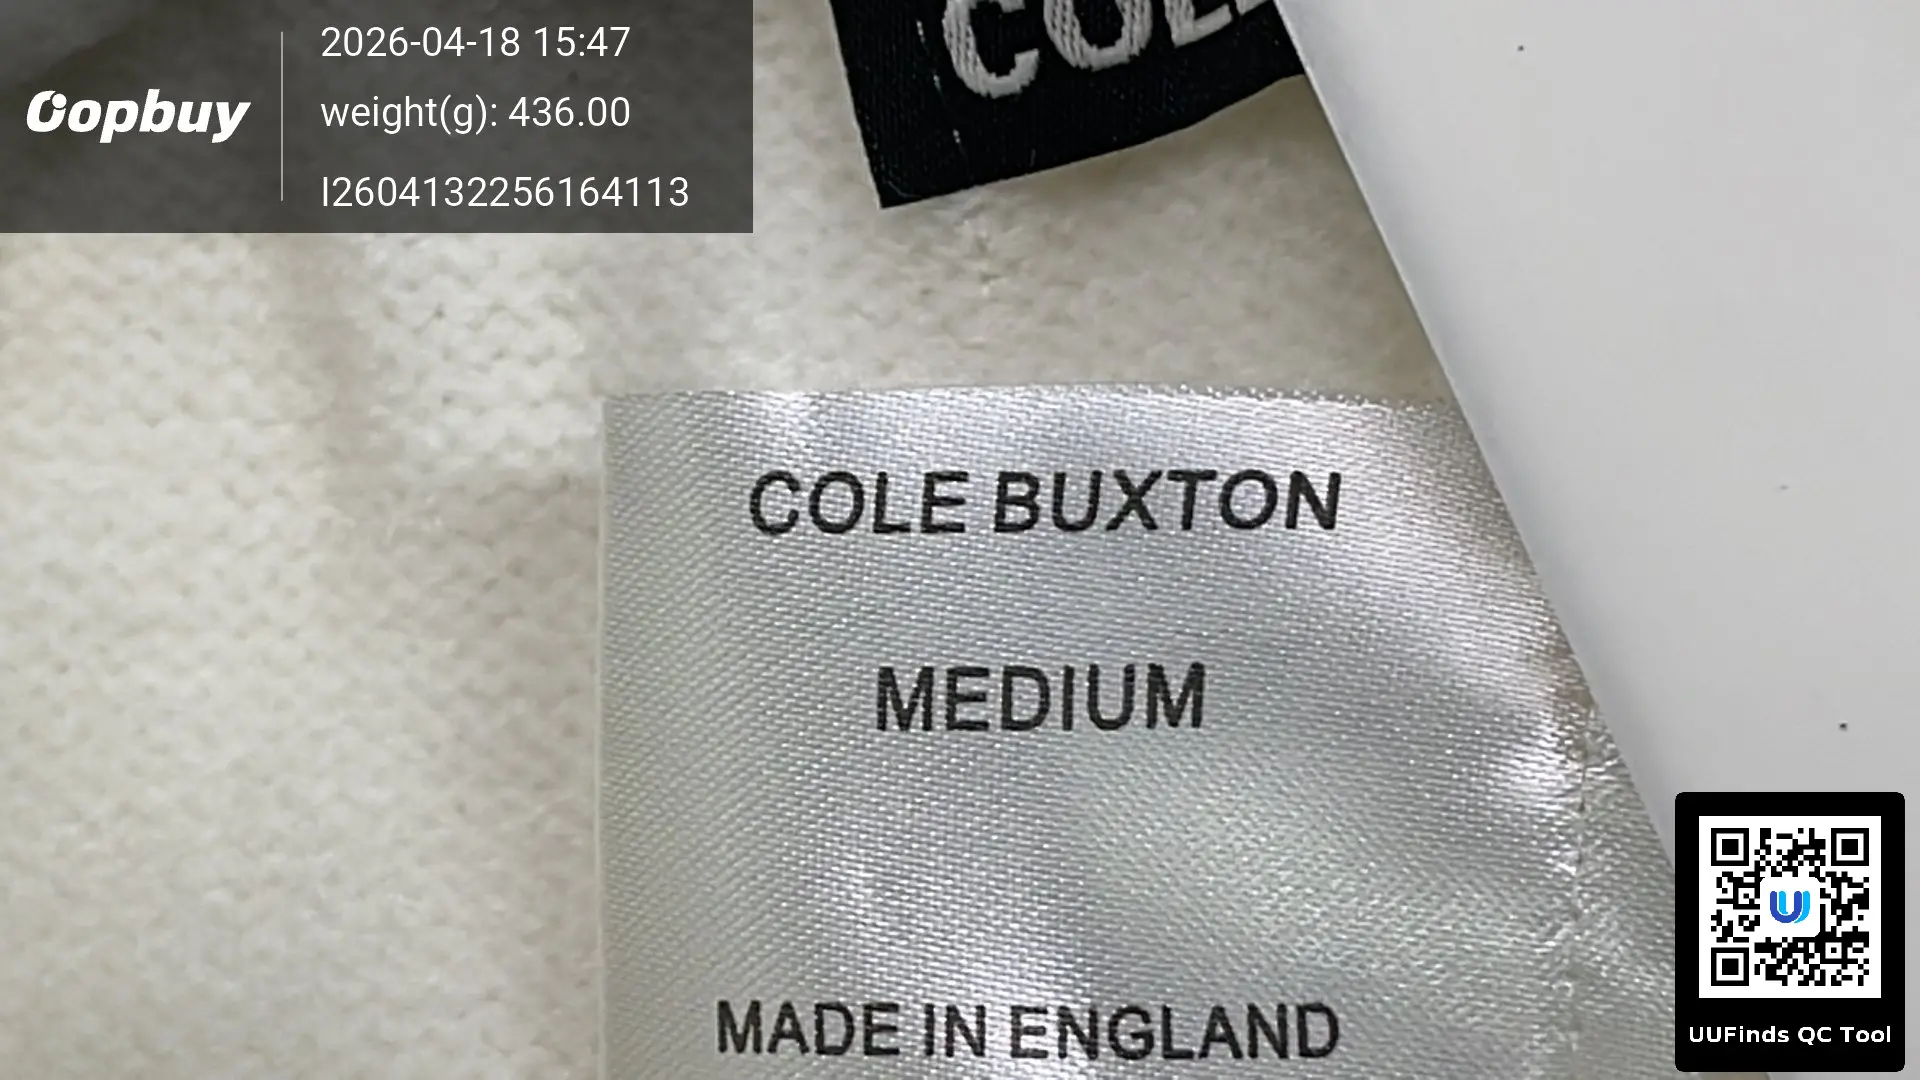 Oopbuy
2026-04-18 15:47
weight(g): 436.00
I2604132256164113
COLE BUXTON
MEDIUM
MADE IN ENGLAND
UUFinds QC Tool